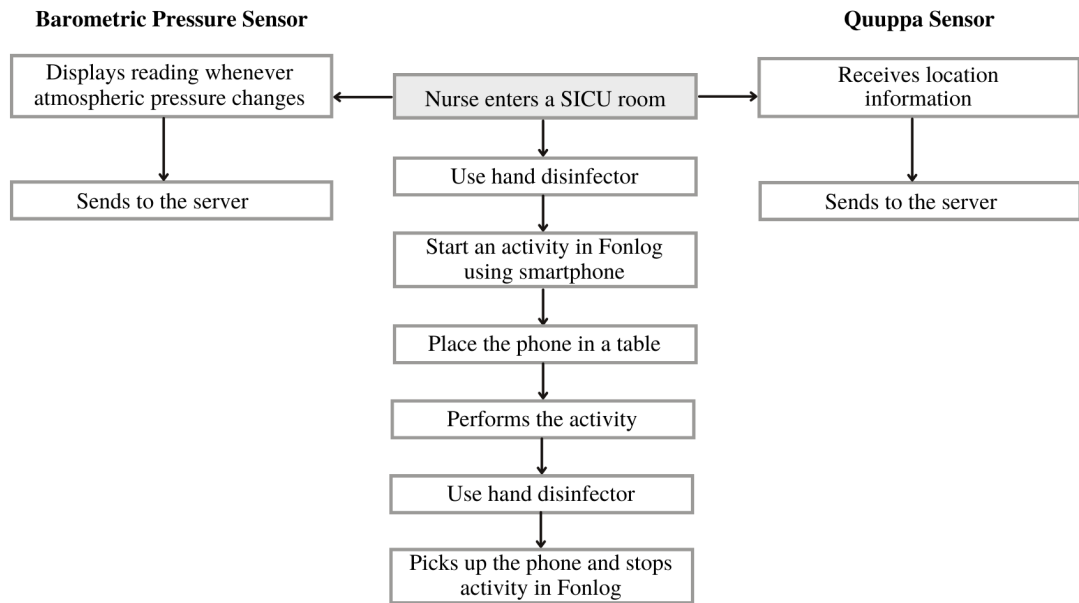 Barometric Pressure Sensor
Quuppa Sensor
Displays reading whenever
atmospheric pressure changes
Nurse enters a SICU room
Receives location
information
Sends to the server
Use hand disinfector
Sends to the server
Start an activity in Fonlog
using smartphone
Place the phone in a table
Performs the activity
Use hand disinfector
Picks up the phone and stops
activity in Fonlog